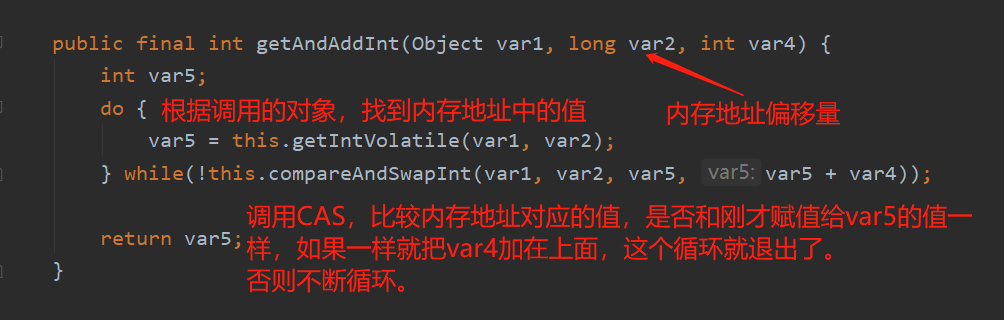 public final int getAndAddInt(Object var1, long var2, int var4) {
int var5;
do { 根据调用的对象，找到内存地址中的值
内存地址偏移量
var5 = this.getIntVolatile(var1, var2);
} while(!this.compareAndSwapInt(var1, var2, var5, var5: var5 + var4));
调用CAS，比较内存地址对应的值，是否和刚才赋值给var5的值一
return var5;
样，如果一样就把var4加在上面，这个循环就退出了。
}
否则不断循环。